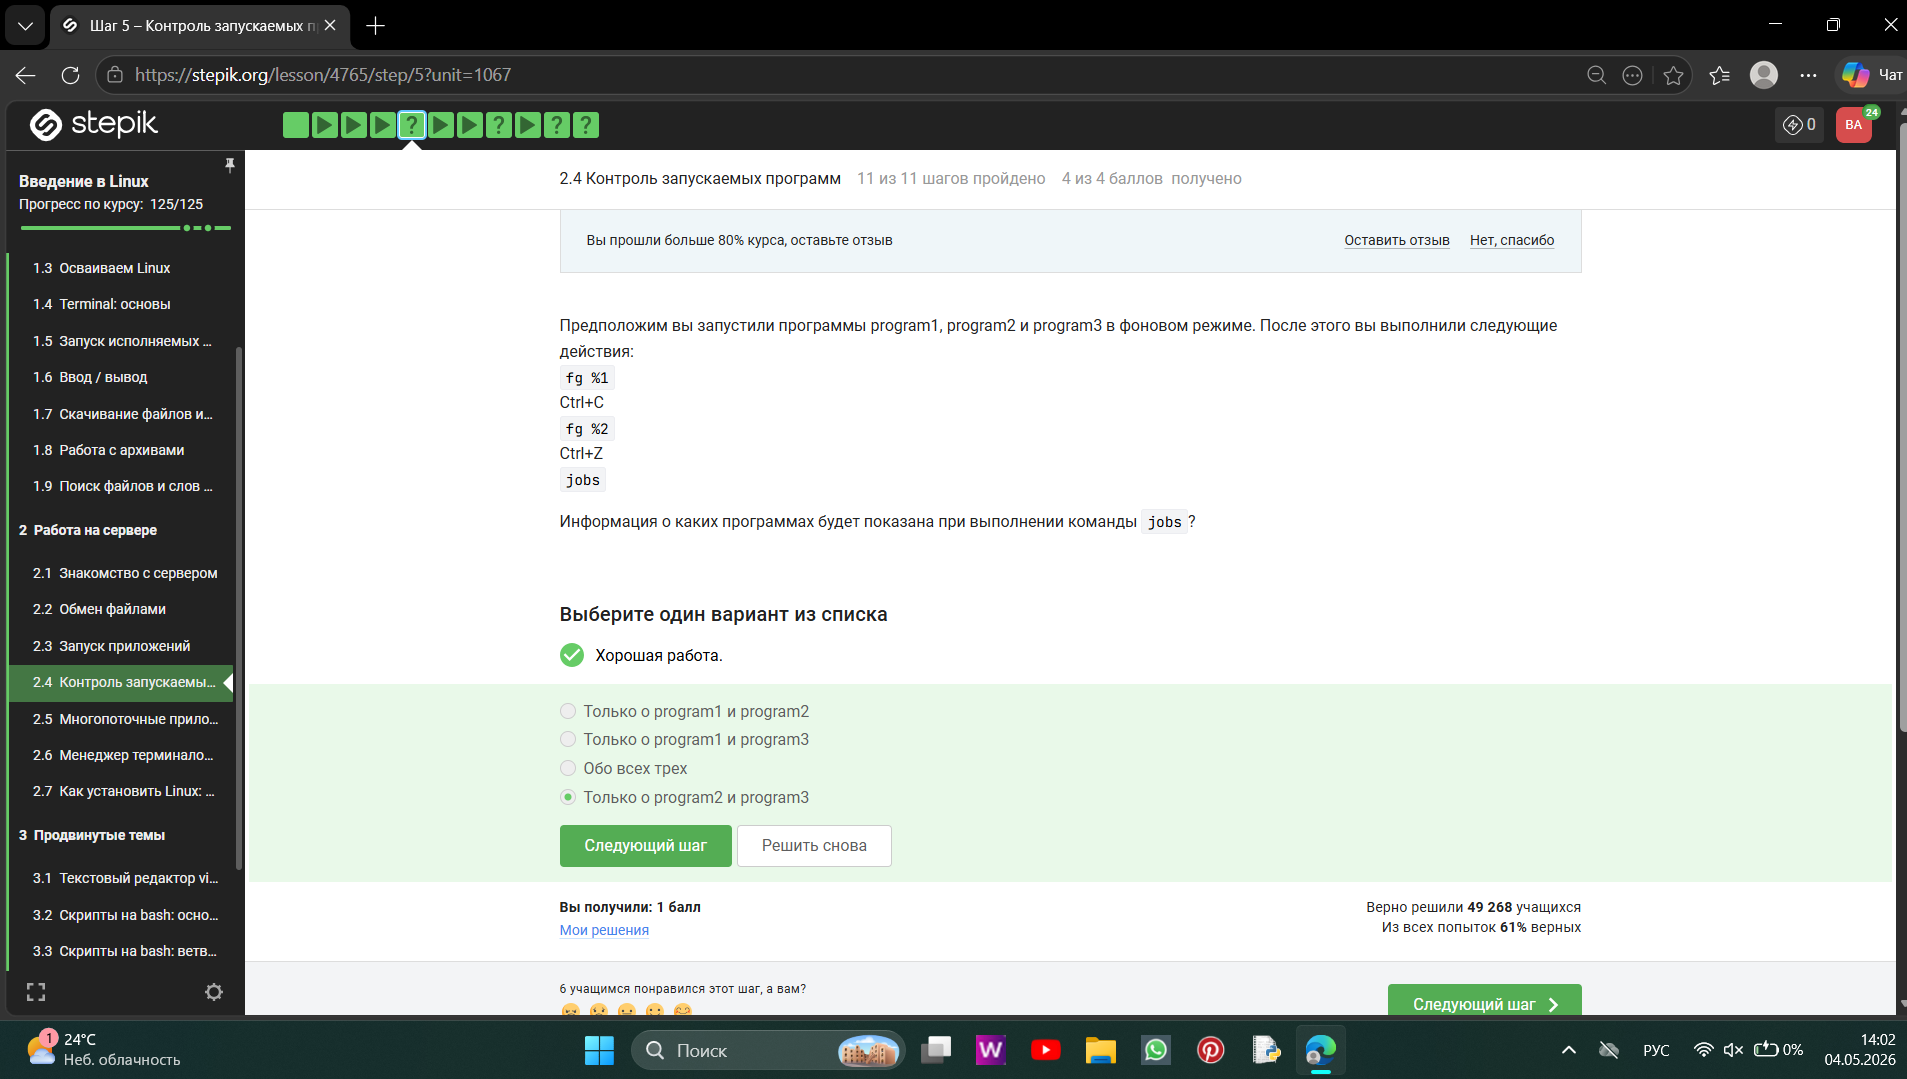 Шаг 5 – Контроль запускаемых п
https://stepik.org/lesson/4765/step/5?unit=1067
Чат
stepik
0
ВА
24
Введение в Linux
Прогресс по курсу: 125/125
1.3 Осваиваем Linux
1.4 Terminal: основы
1.5 Запуск исполняемых ...
1.6 Ввод / вывод
1.7 Скачивание файлов и...
1.8 Работа с архивами
1.9 Поиск файлов и слов ...
2 Работа на сервере
2.1 Знакомство с сервером
2.2 Обмен файлами
2.3 Запуск приложений
2.4 Контроль запускаемы...
2.5 Многопоточные прило...
2.6 Менеджер терминало...
2.7 Как установить Linux: ...
3 Продвинутые темы
3.1 Текстовый редактор vi...
3.2 Скрипты на bash: осно...
3.3 Скрипты на bash: ветв...
2.4 Контроль запускаемых программ 11 из 11 шагов пройдено 4 из 4 баллов получено
Вы прошли больше 80% курса, оставьте отзыв Оставить отзыв Нет, спасибо
Предположим вы запустили программы program1, program2 и program3 в фоновом режиме. После этого вы выполнили следующие
действия:
fg %1
Ctrl+C
fg %2
Ctrl+Z
jobs
Информация о каких программах будет показана при выполнении команды jobs?
Выберите один вариант из списка
Хорошая работа.
Только о program1 и program2
Только о program1 и program3
Обо всех трех
Только о program2 и program3
Следующий шаг Решить снова
Вы получили: 1 балл
Мои решения
Верно решили 49 268 учащихся
Из всех попыток 61% верных
6 учащимся понравился этот шаг, а вам?
Следующий шаг
1
24°C
Неб. облачность
Поиск
W
РУС
0%
14:02
04.05.2026